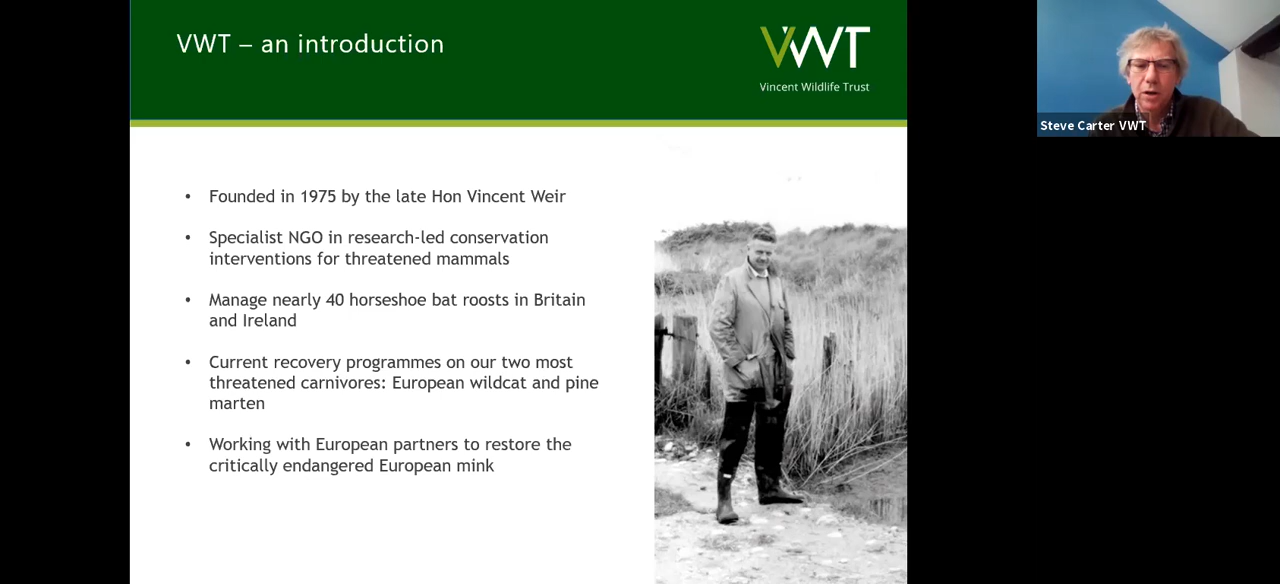 VWT – an introduction
VWT
Vincent Wildlife Trust
Steve Carter VWT
• Founded in 1975 by the late Hon Vincent Weir
• Specialist NGO in research-led conservation
interventions for threatened mammals
• Manage nearly 40 horseshoe bat roosts in Britain
and Ireland
• Current recovery programmes on our two most
threatened carnivores: European wildcat and pine
marten
• Working with European partners to restore the
critically endangered European mink